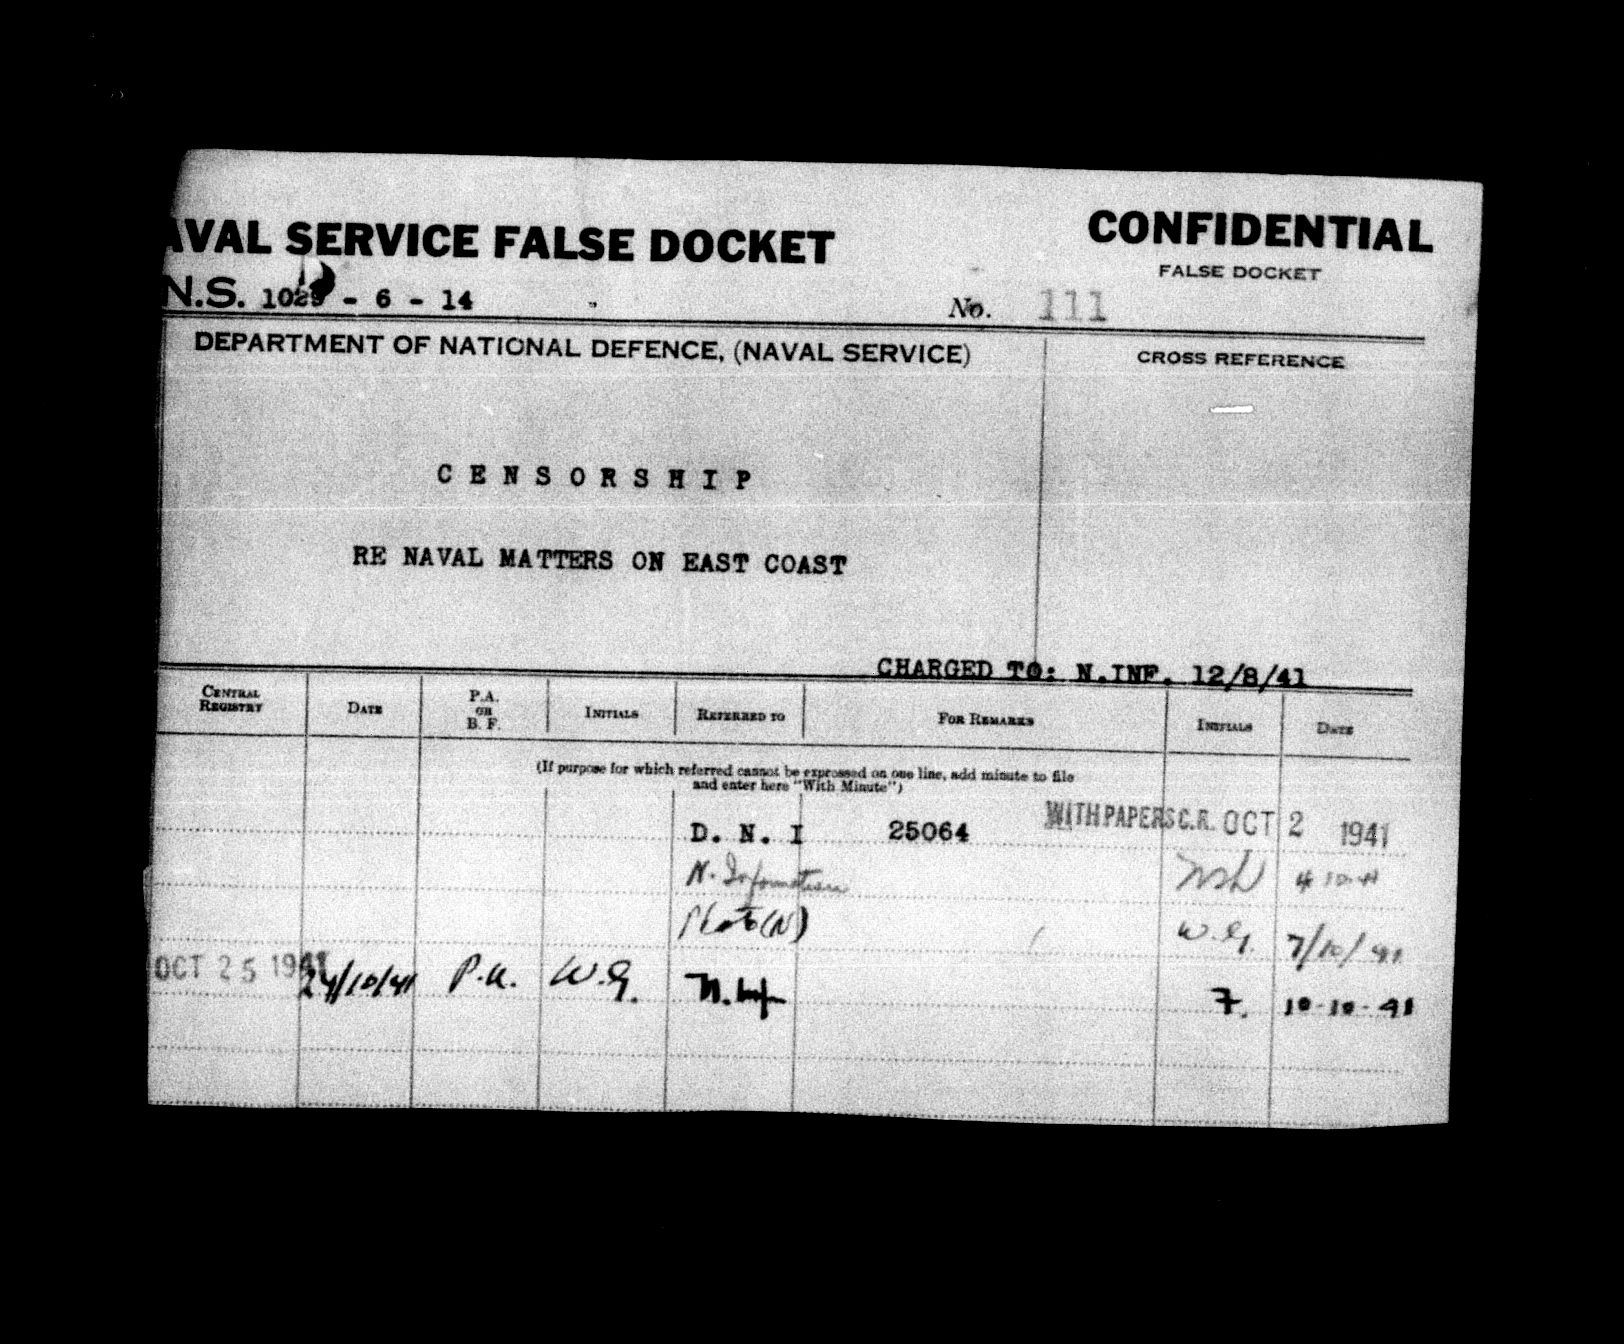 AVAL SERVICE FALSE DOCKET
CONFIDENTIAL
FALSE DOCKET
N.S. 1029 - 6 - 14
No. 111
DEPARTMENT OF NATIONAL DEFENCE, (NAVAL SERVICE)
CROSS REFERENCE
CENSORSHIP
RE NAVAL MATTERS ON EAST COAST
CHARGED TO: N.INF. 12/8/41
CENTRAL REGISTRY
DATE
P.A. OR B. F.
INITIALS
REFERRED TO
FOR REMARKS
INITIALS
DATE
(If purpose for which referred cannot be expressed on one line, add minute to file
and enter here "With Minute")
D. N. I 25064 WITH PAPERS C.R. OCT 2 1941
N. Information 4 10-41
(N) W.G. 7/10/41
OCT 25 1941 24/10/41 P.A. W.G. N. Inf 7. 10-10-41